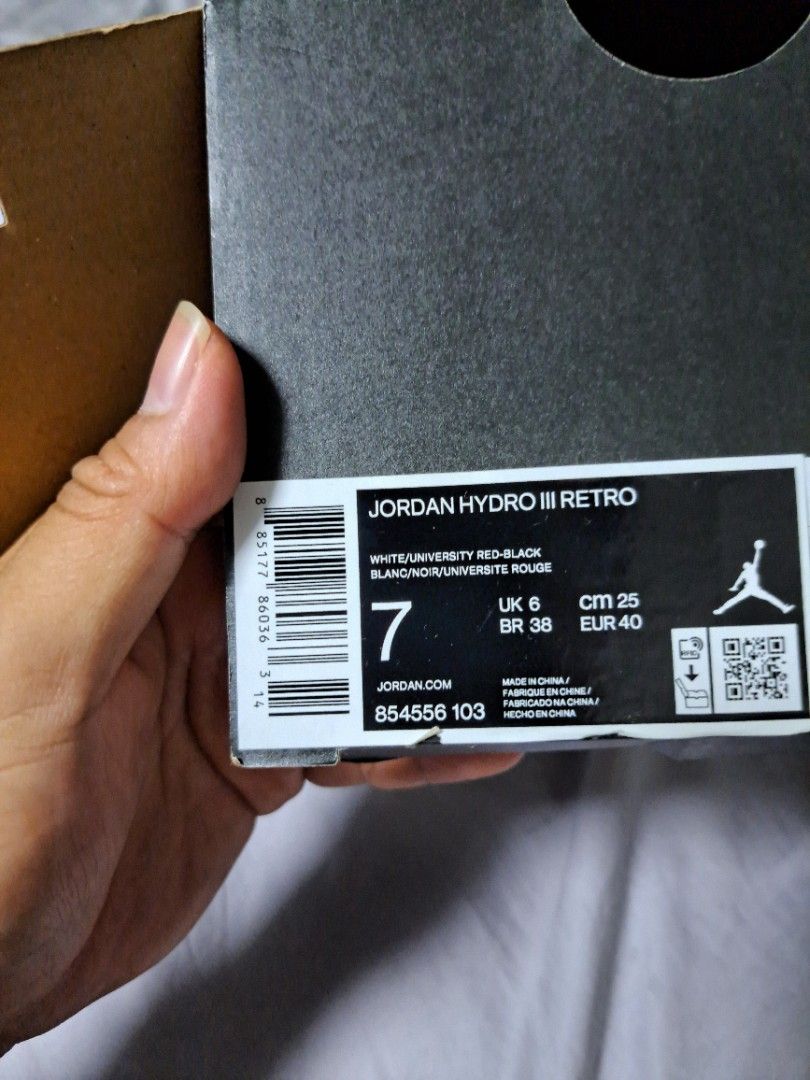 JORDAN HYDRO III RETRO
WHITE/UNIVERSITY RED-BLACK
BLANC/NOIR/UNIVERSITE ROUGE
7
UK 6 cm 25
BR 38 EUR 40
JORDAN.COM
854556 103
MADE IN CHINA /
FABRIQUE EN CHINE /
FABRICADO NA CHINA /
HECHO EN CHINA
RFID
8 85177 86036 3 14